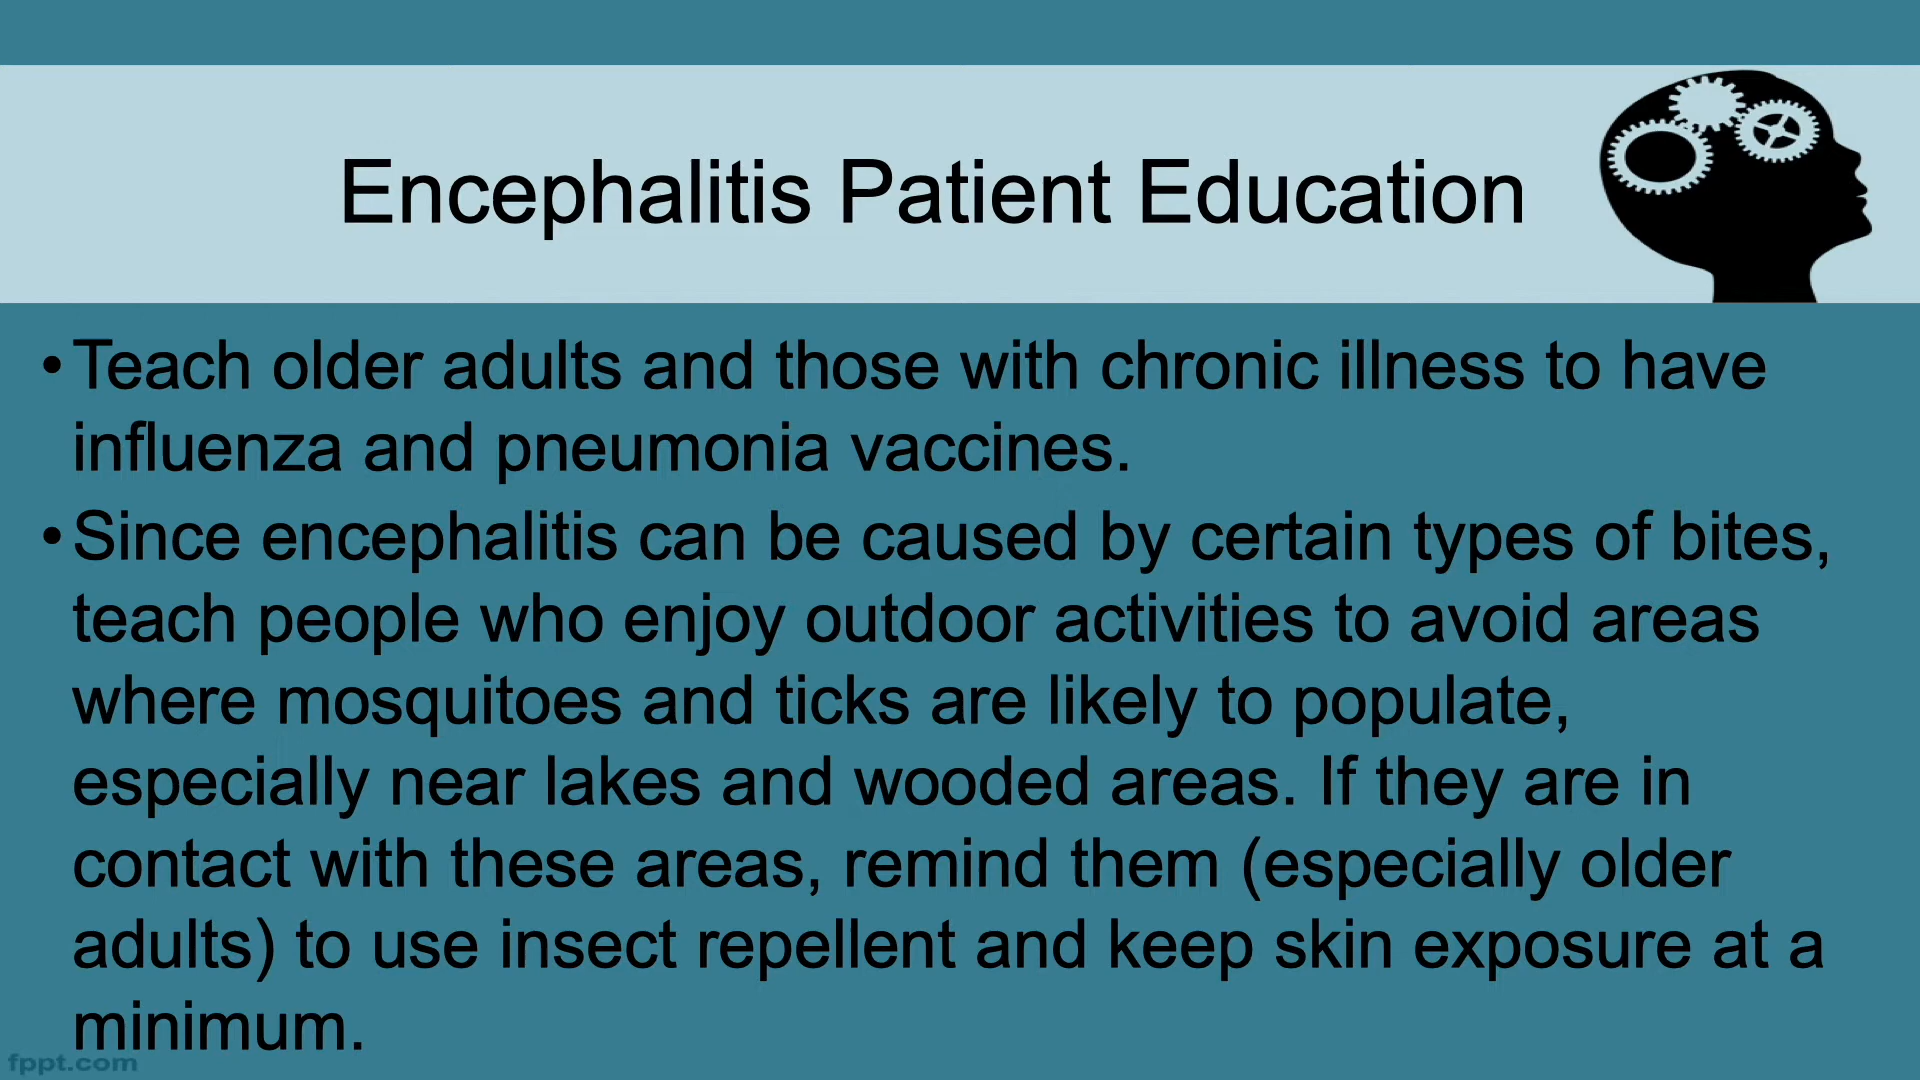 Encephalitis Patient Education
•Teach older adults and those with chronic illness to have
influenza and pneumonia vaccines.
•Since encephalitis can be caused by certain types of bites,
teach people who enjoy outdoor activities to avoid areas
where mosquitoes and ticks are likely to populate,
especially near lakes and wooded areas. If they are in
contact with these areas, remind them (especially older
adults) to use insect repellent and keep skin exposure at a
minimum.
fppt.com